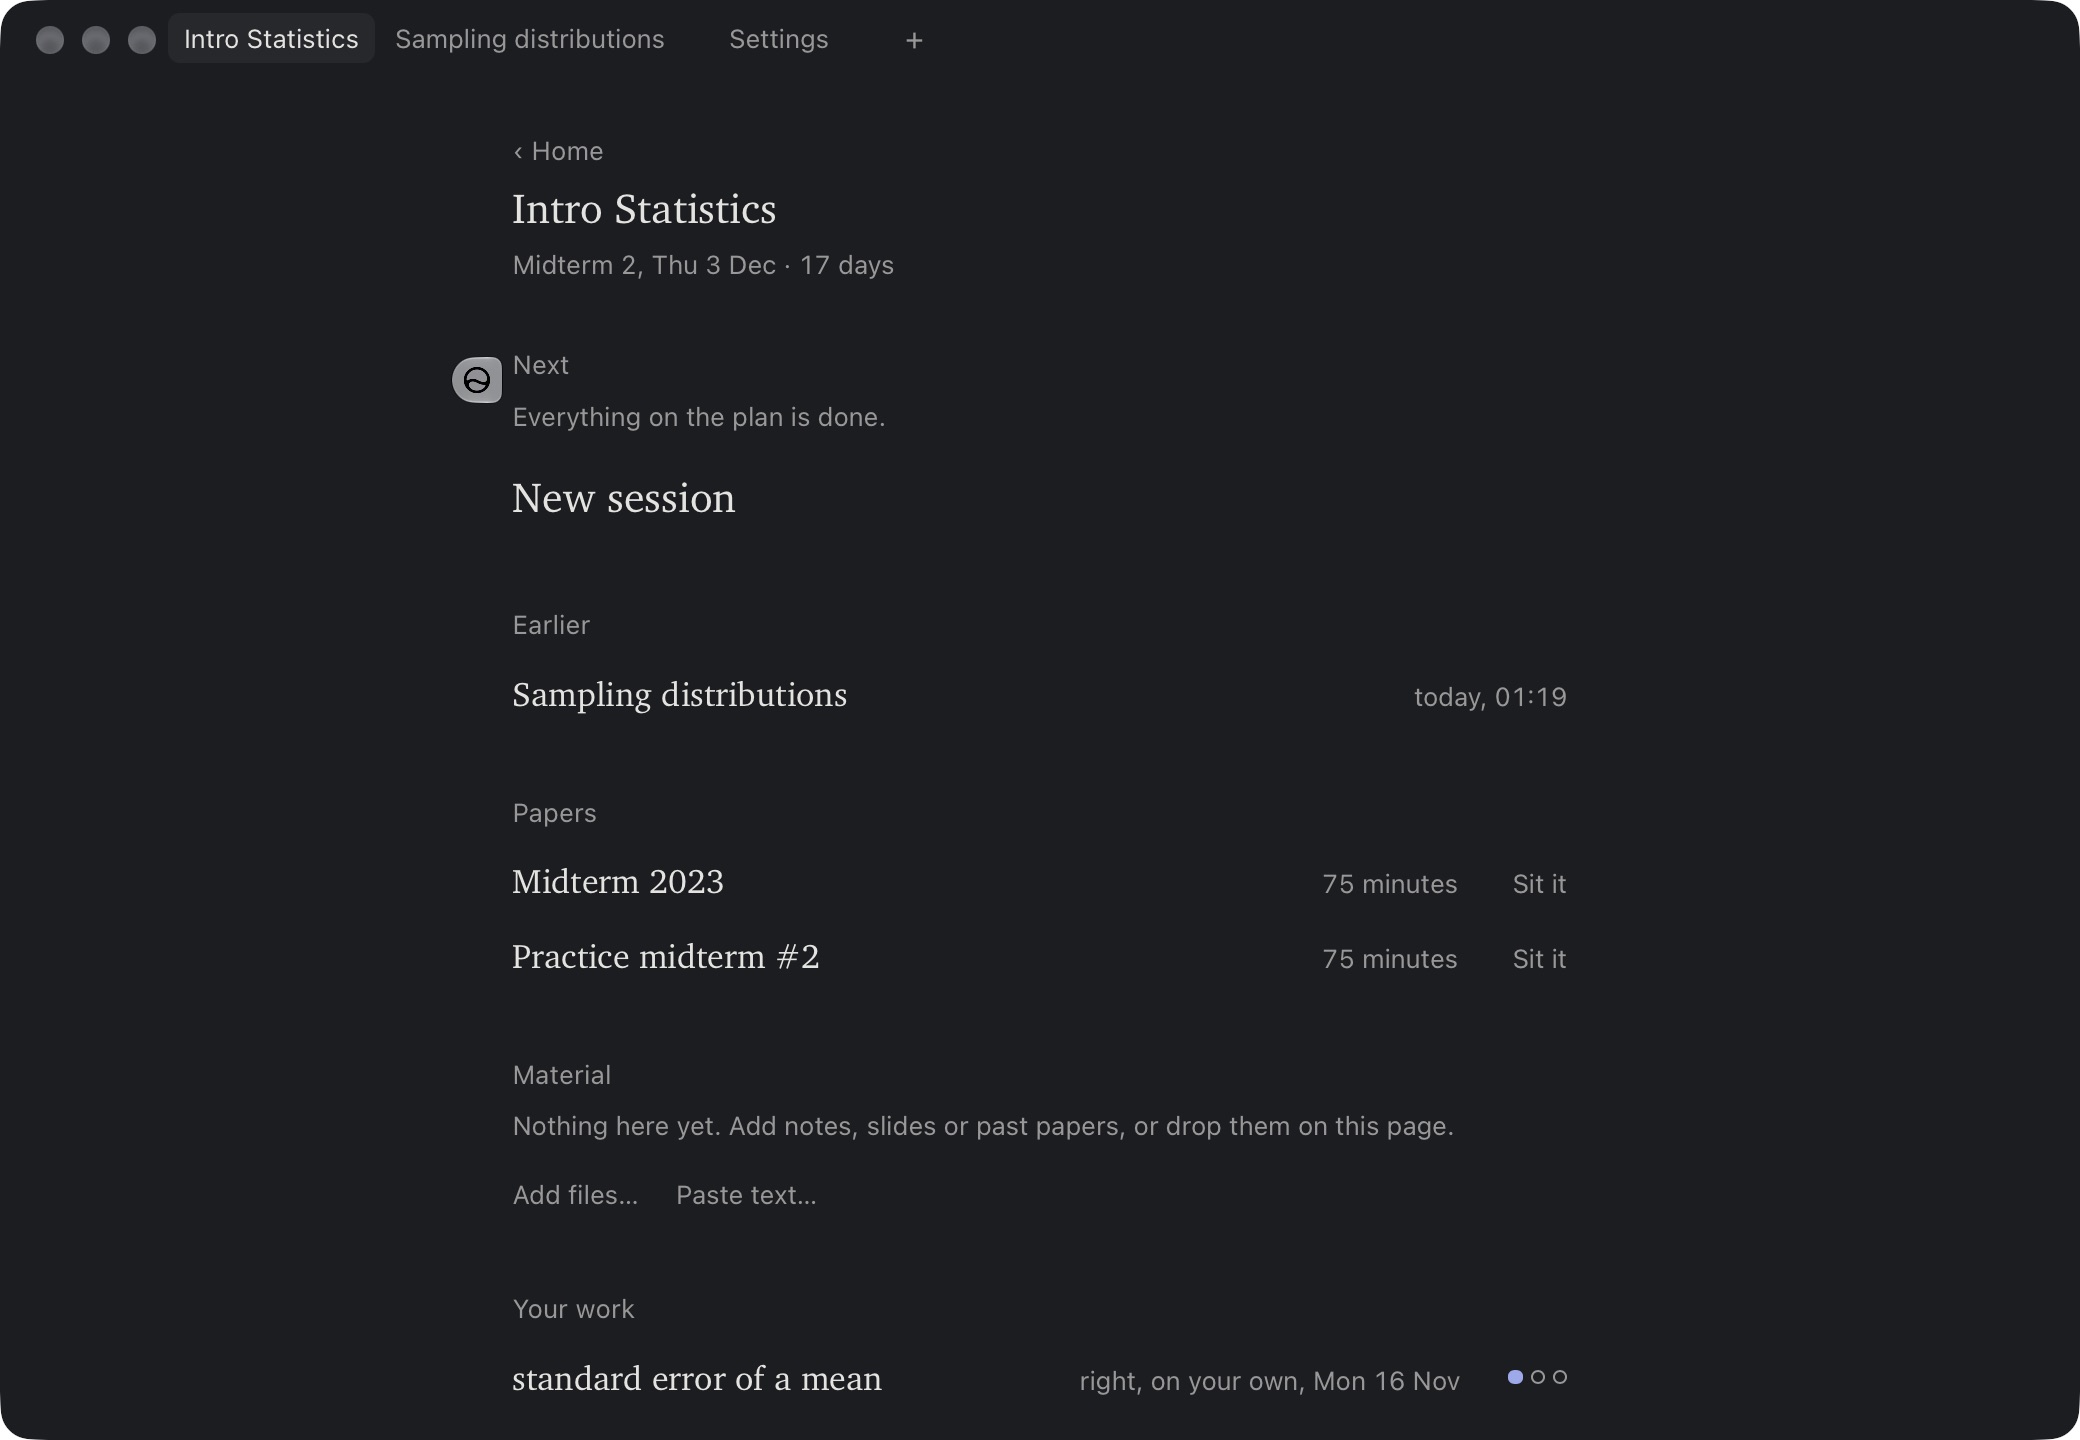 Intro Statistics
Sampling distributions
Settings
+
‹ Home
Intro Statistics
Midterm 2, Thu 3 Dec · 17 days
Next
Everything on the plan is done.
New session
Earlier
Sampling distributions today, 01:19
Papers
Midterm 2023 75 minutes Sit it
Practice midterm #2 75 minutes Sit it
Material
Nothing here yet. Add notes, slides or past papers, or drop them on this page.
Add files... Paste text...
Your work
standard error of a mean right, on your own, Mon 16 Nov